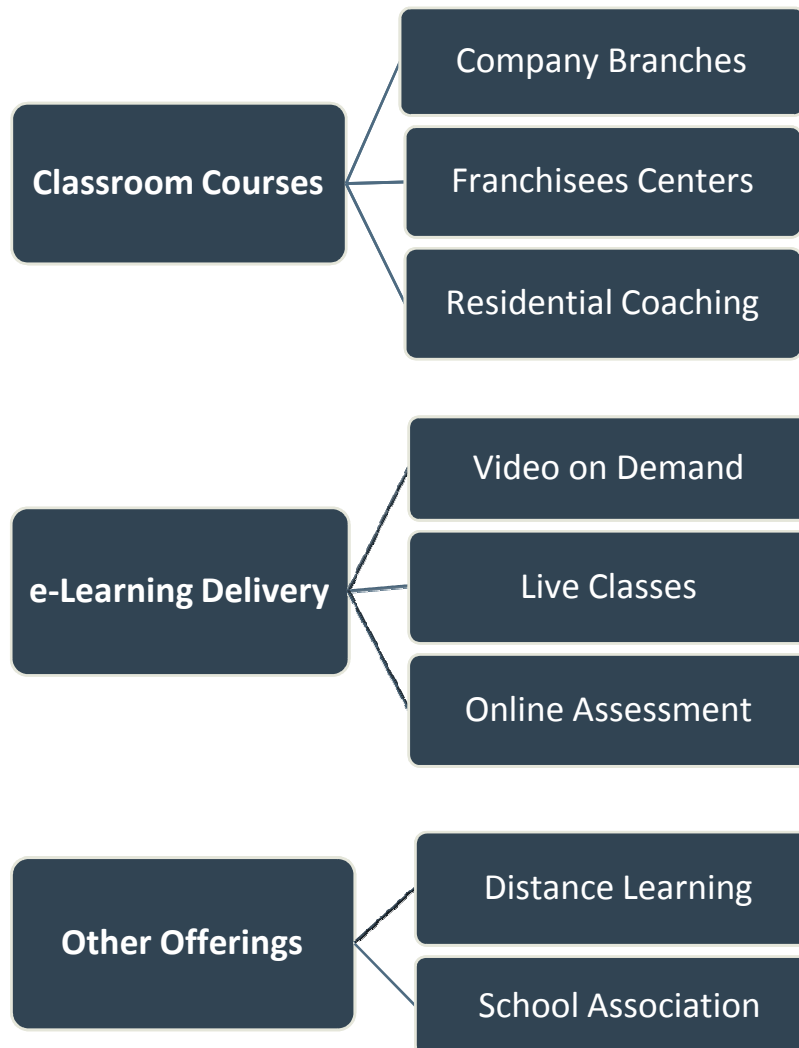 Classroom Courses
Company Branches
Franchisees Centers
Residential Coaching
e-Learning Delivery
Video on Demand
Live Classes
Online Assessment
Other Offerings
Distance Learning
School Association